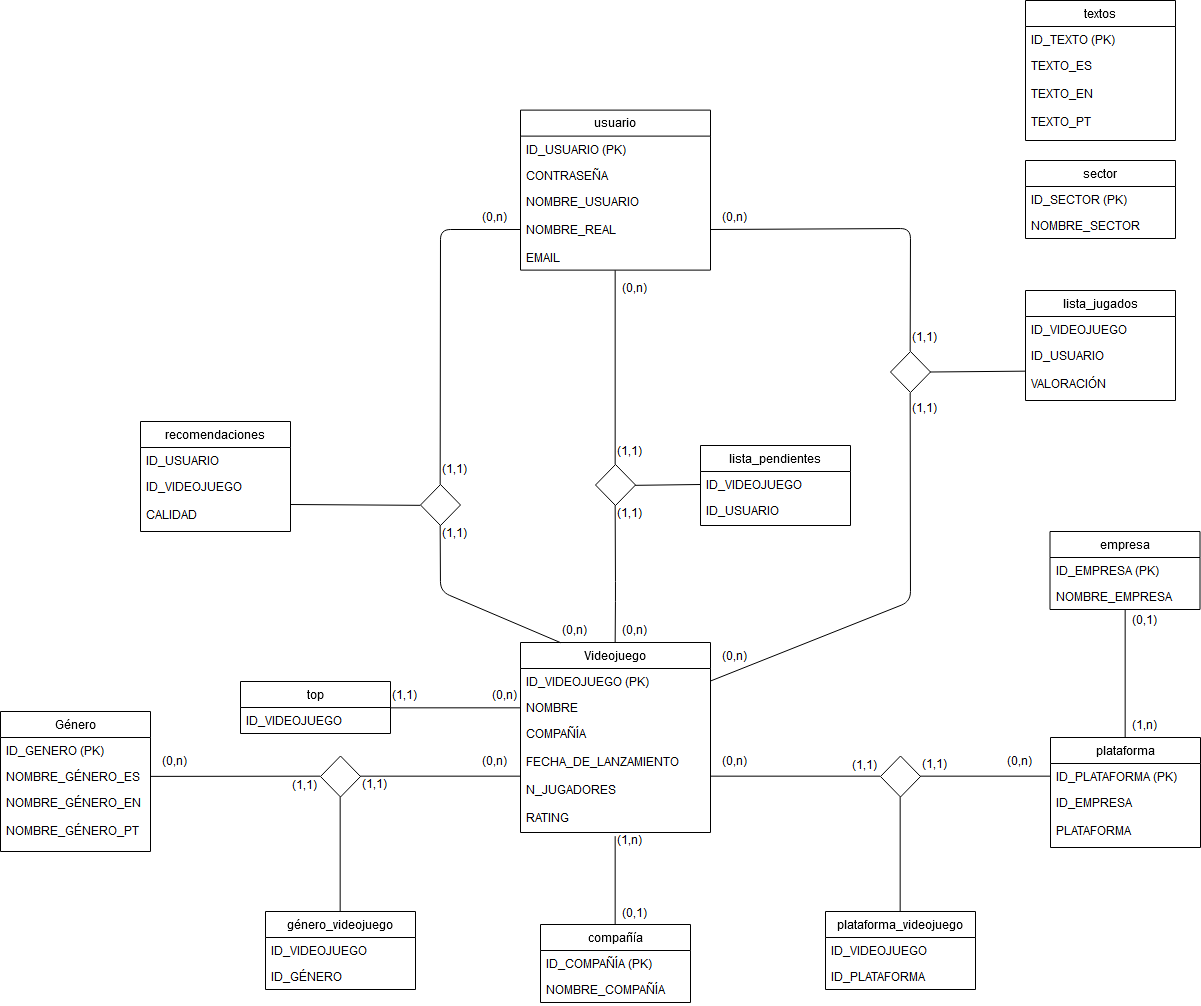 textos
ID_TEXTO (PK)
TEXTO_ES
TEXTO_EN
TEXTO_PT
usuario
ID_USUARIO (PK)
CONTRASEÑA
NOMBRE_USUARIO
NOMBRE_REAL
EMAIL
sector
ID_SECTOR (PK)
NOMBRE_SECTOR
(0,n)
(0,n)
(0,n)
lista_jugados
ID_VIDEOJUEGO
ID_USUARIO
VALORACIÓN
(1,1)
(1,1)
recomendaciones
ID_USUARIO
ID_VIDEOJUEGO
CALIDAD
(1,1)
(1,1)
(1,1)
(1,1)
lista_pendientes
ID_VIDEOJUEGO
ID_USUARIO
empresa
ID_EMPRESA (PK)
NOMBRE_EMPRESA
(0,1)
(0,n)
(0,n)
(0,n)
Videojuego
ID_VIDEOJUEGO (PK)
NOMBRE
COMPAÑÍA
FECHA_DE_LANZAMIENTO
N_JUGADORES
RATING
top
ID_VIDEOJUEGO
(1,1)
(0,n)
Género
ID_GENERO (PK)
NOMBRE_GÉNERO_ES
NOMBRE_GÉNERO_EN
NOMBRE_GÉNERO_PT
(0,n)
(1,1)
(1,1)
(0,n)
(0,n)
(1,1)
(1,1)
(0,n)
(1,n)
plataforma
ID_PLATAFORMA (PK)
ID_EMPRESA
PLATAFORMA
(1,n)
(0,1)
género_videojuego
ID_VIDEOJUEGO
ID_GÉNERO
compañía
ID_COMPAÑÍA (PK)
NOMBRE_COMPAÑÍA
plataforma_videojuego
ID_VIDEOJUEGO
ID_PLATAFORMA